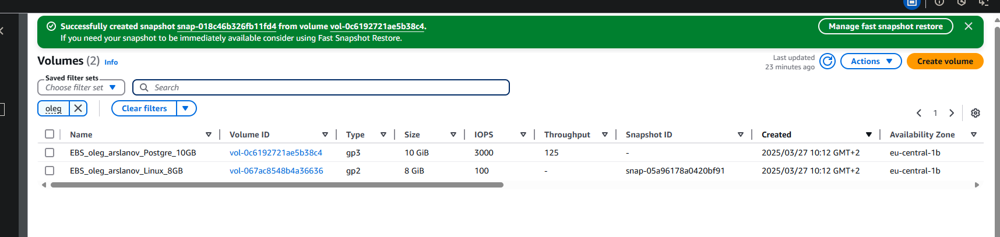 Successfully created snapshot snap-018c46b326fb11fd4 from volume vol-0c6192721ae5b38c4.
If you need your snapshot to be immediately available consider using Fast Snapshot Restore.
Manage fast snapshot restore
Volumes (2) Info
Last updated
23 minutes ago
Actions
Create volume
Saved filter sets
Choose filter set
Search
oleg
Clear filters
1
Name Volume ID Type Size IOPS Throughput Snapshot ID Created Availability Zone
EBS_oleg_arslanov_Postgre_10GB vol-0c6192721ae5b38c4 gp3 10 GiB 3000 125 - 2025/03/27 10:12 GMT+2 eu-central-1b
EBS_oleg_arslanov_Linux_8GB vol-067ac8548b4a36636 gp2 8 GiB 100 - snap-05a96178a0420bf91 2025/03/27 10:12 GMT+2 eu-central-1b